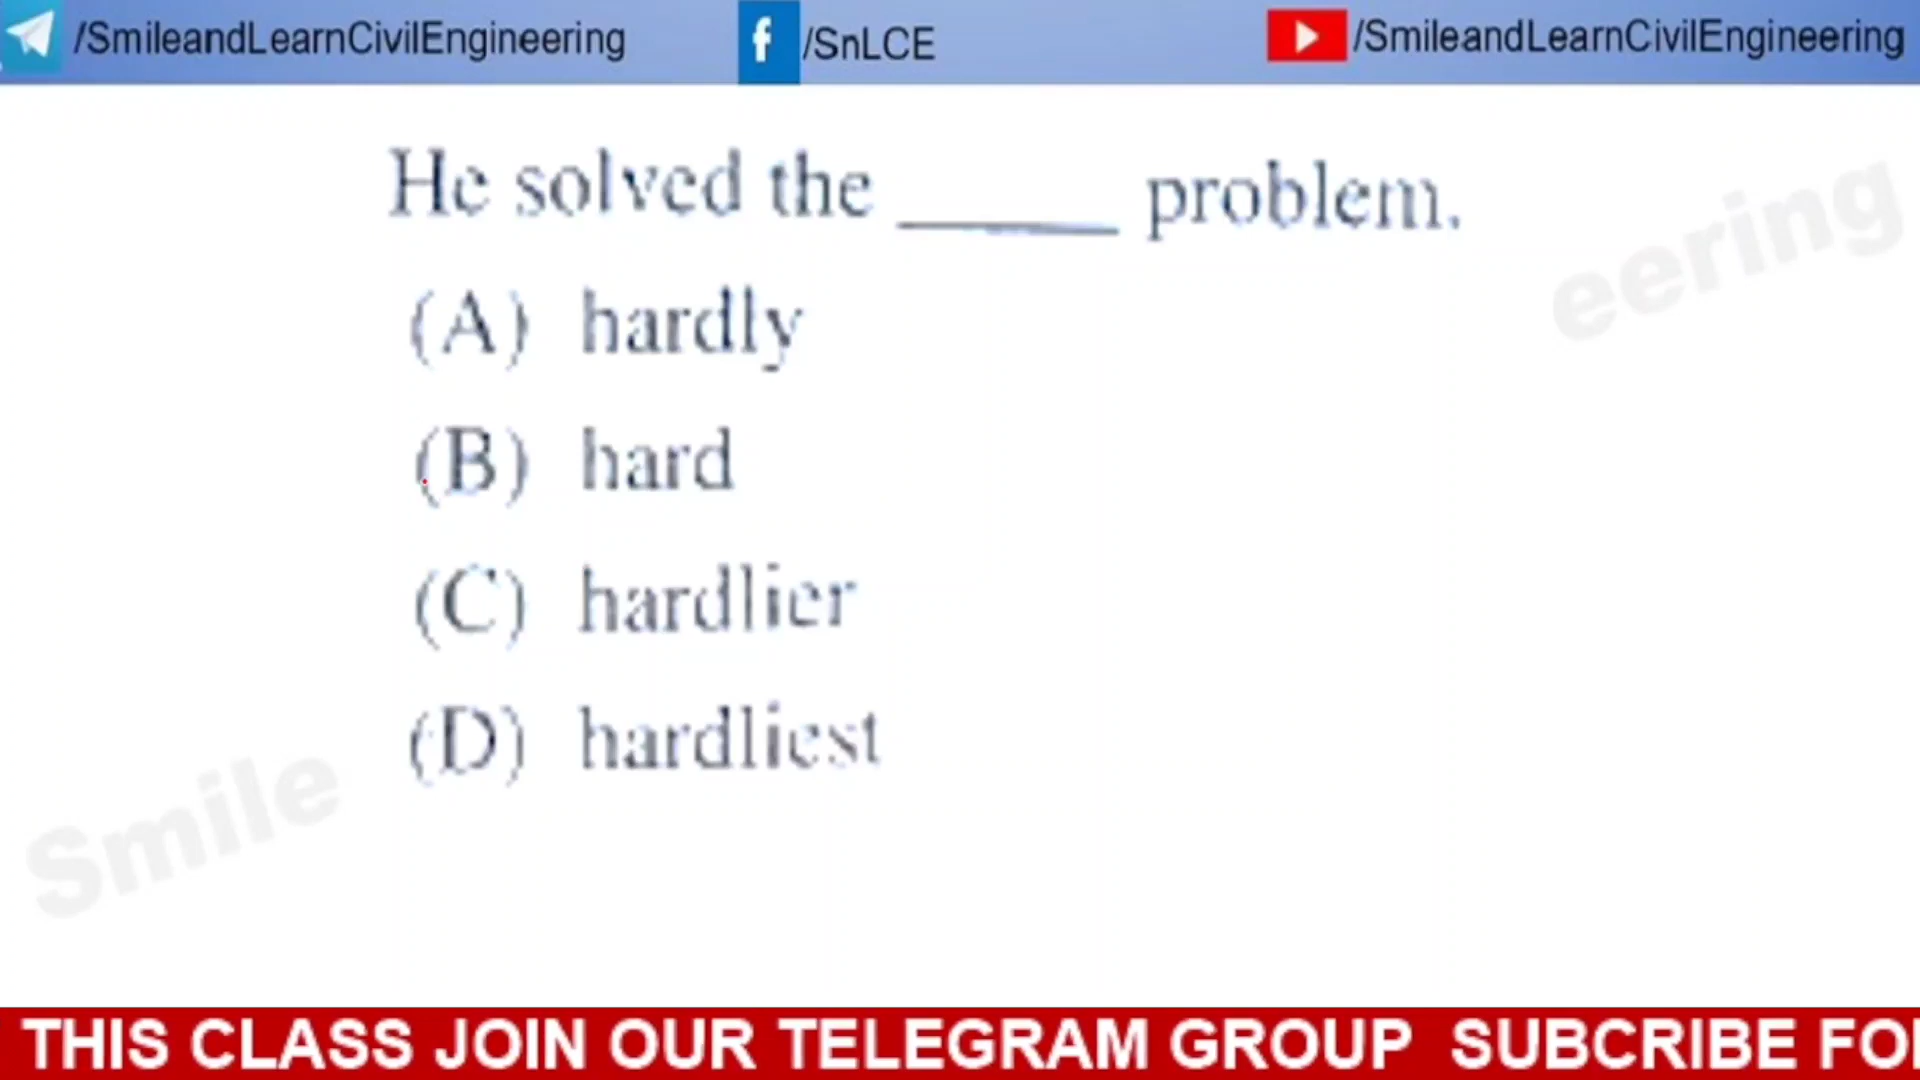 /SmileandLearnCivilEngineering
/SnLCE
/SmileandLearnCivilEngineering
He solved the ______ problem.
(A) hardly
(B) hard
(C) hardlier
(D) hardliest
Smile
eering
THIS CLASS JOIN OUR TELEGRAM GROUP SUBCRIBE FO